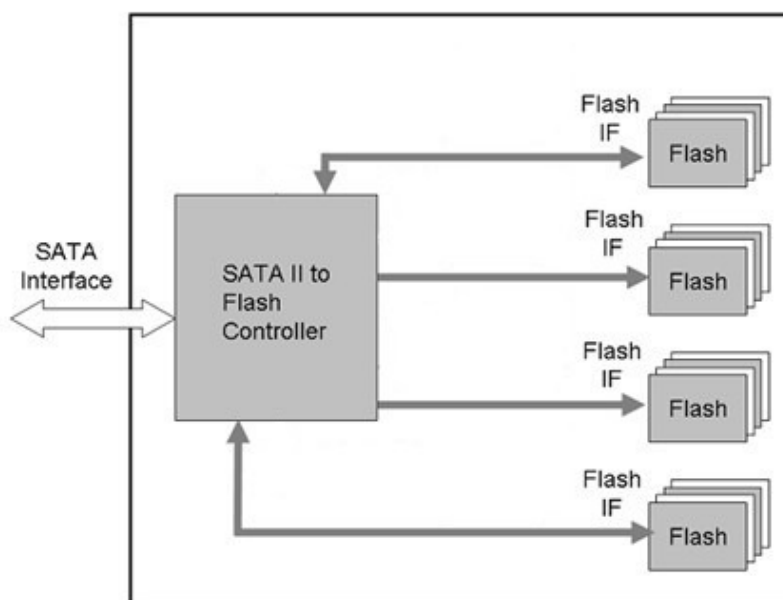 Flash
IF
Flash
Flash
IF
Flash
SATA
Interface
SATA II to
Flash
Controller
Flash
IF
Flash
Flash
IF
Flash